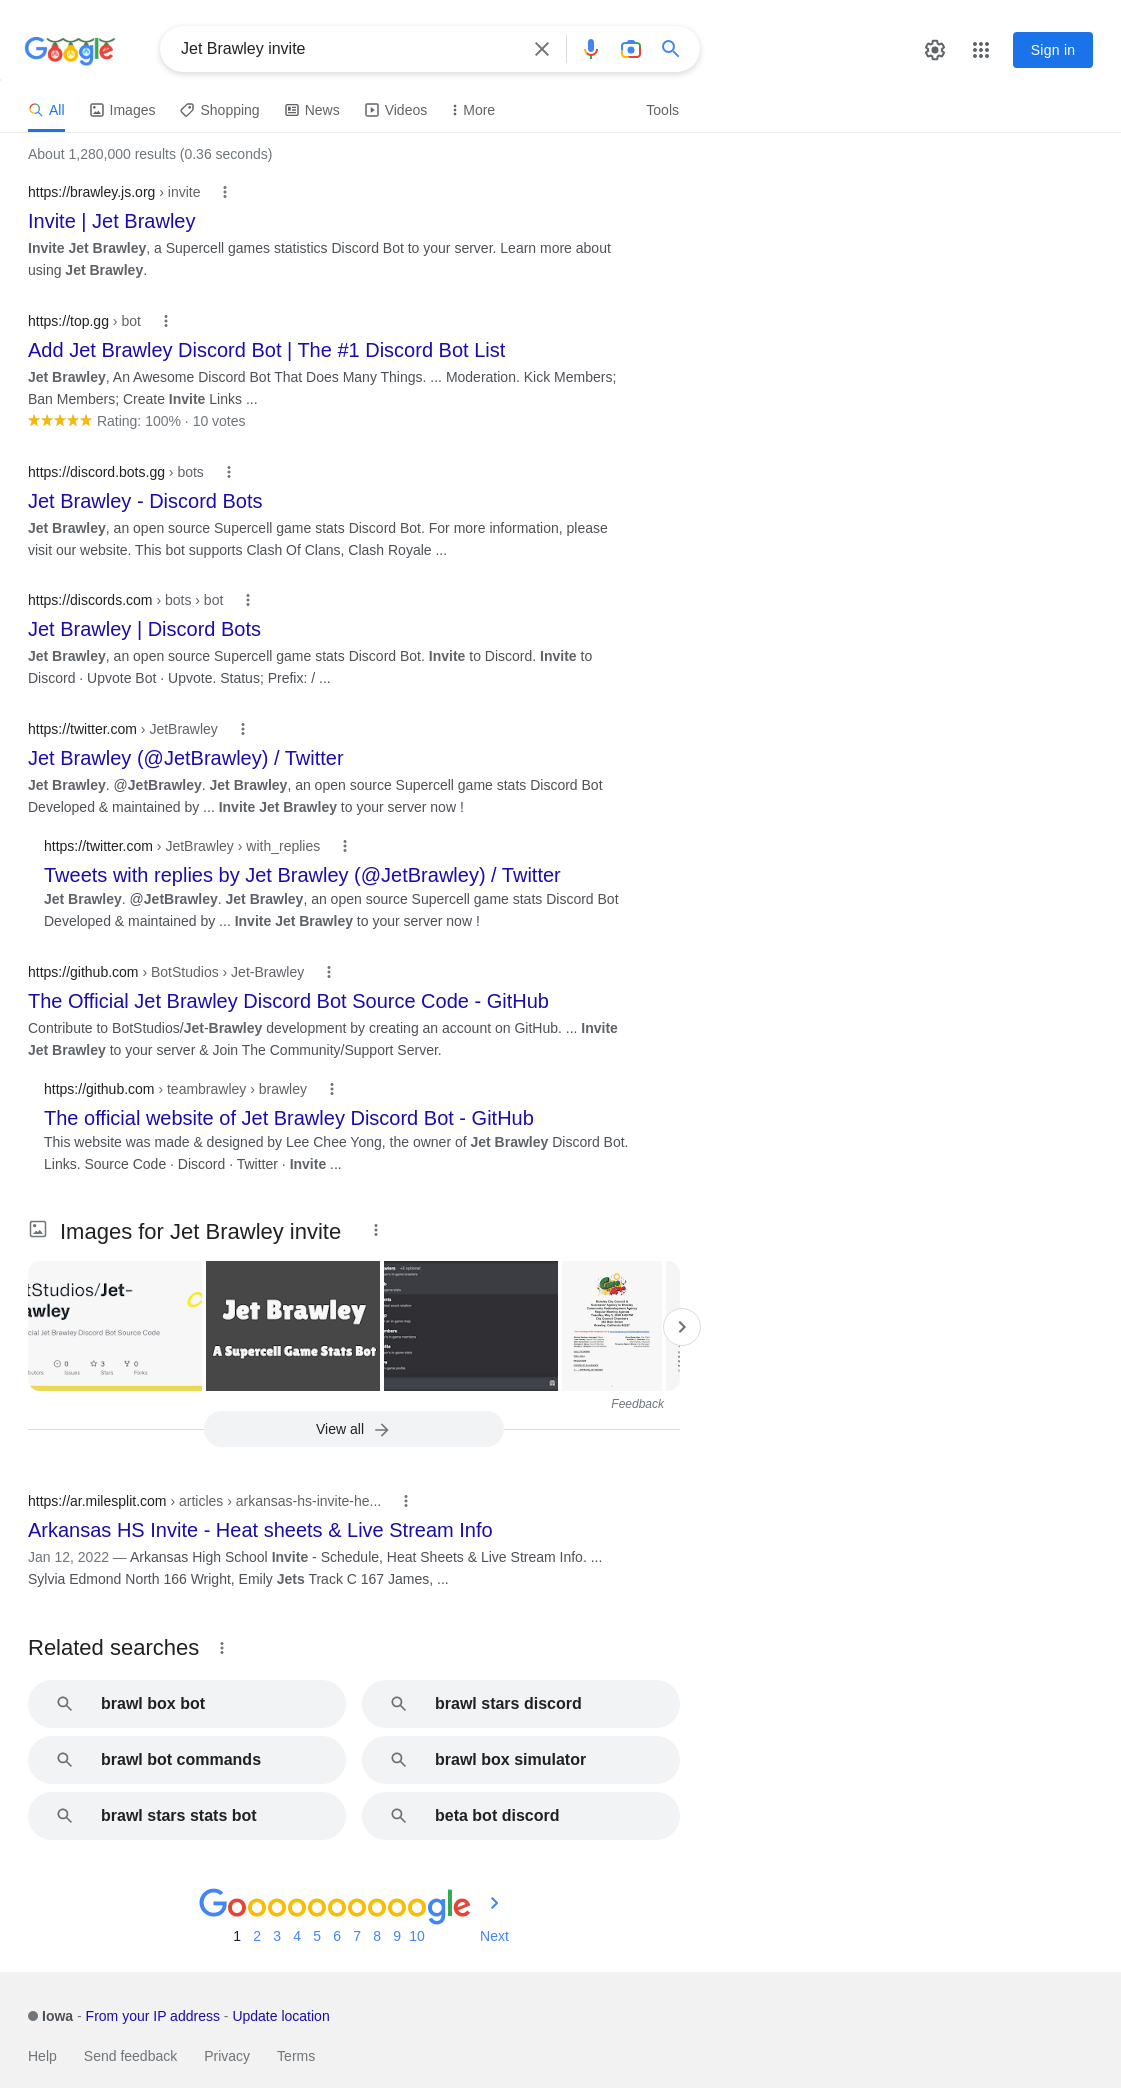 Google
Jet Brawley invite
Sign in
All
Images
Shopping
News
Videos
More
Tools
About 1,280,000 results (0.36 seconds)
https://brawley.js.org › invite
Invite | Jet Brawley
Invite Jet Brawley, a Supercell games statistics Discord Bot to your server. Learn more about
using Jet Brawley.
https://top.gg › bot
Add Jet Brawley Discord Bot | The #1 Discord Bot List
Jet Brawley, An Awesome Discord Bot That Does Many Things. ... Moderation. Kick Members;
Ban Members; Create Invite Links ...
Rating: 100% · 10 votes
https://discord.bots.gg › bots
Jet Brawley - Discord Bots
Jet Brawley, an open source Supercell game stats Discord Bot. For more information, please
visit our website. This bot supports Clash Of Clans, Clash Royale ...
https://discords.com › bots › bot
Jet Brawley | Discord Bots
Jet Brawley, an open source Supercell game stats Discord Bot. Invite to Discord. Invite to
Discord · Upvote Bot · Upvote. Status; Prefix: / ...
https://twitter.com › JetBrawley
Jet Brawley (@JetBrawley) / Twitter
Jet Brawley. @JetBrawley. Jet Brawley, an open source Supercell game stats Discord Bot
Developed & maintained by ... Invite Jet Brawley to your server now !
https://twitter.com › JetBrawley › with_replies
Tweets with replies by Jet Brawley (@JetBrawley) / Twitter
Jet Brawley. @JetBrawley. Jet Brawley, an open source Supercell game stats Discord Bot
Developed & maintained by ... Invite Jet Brawley to your server now !
https://github.com › BotStudios › Jet-Brawley
The Official Jet Brawley Discord Bot Source Code - GitHub
Contribute to BotStudios/Jet-Brawley development by creating an account on GitHub. ... Invite
Jet Brawley to your server & Join The Community/Support Server.
https://github.com › teambrawley › brawley
The official website of Jet Brawley Discord Bot - GitHub
This website was made & designed by Lee Chee Yong, the owner of Jet Brawley Discord Bot.
Links. Source Code · Discord · Twitter · Invite ...
Images for Jet Brawley invite
tStudios/Jet-
awley
cial Jet Brawley Discord Bot Source Code
0
3
0
butors
Issues
Stars
Forks
Jet Brawley
A Supercell Game Stats Bot
Feedback
View all
https://ar.milesplit.com › articles › arkansas-hs-invite-he...
Arkansas HS Invite - Heat sheets & Live Stream Info
Jan 12, 2022 — Arkansas High School Invite - Schedule, Heat Sheets & Live Stream Info. ...
Sylvia Edmond North 166 Wright, Emily Jets Track C 167 James, ...
Related searches
brawl box bot
brawl stars discord
brawl bot commands
brawl box simulator
brawl stars stats bot
beta bot discord
Goooooooooogle
1 2 3 4 5 6 7 8 9 10 Next
Iowa - From your IP address - Update location
Help
Send feedback
Privacy
Terms